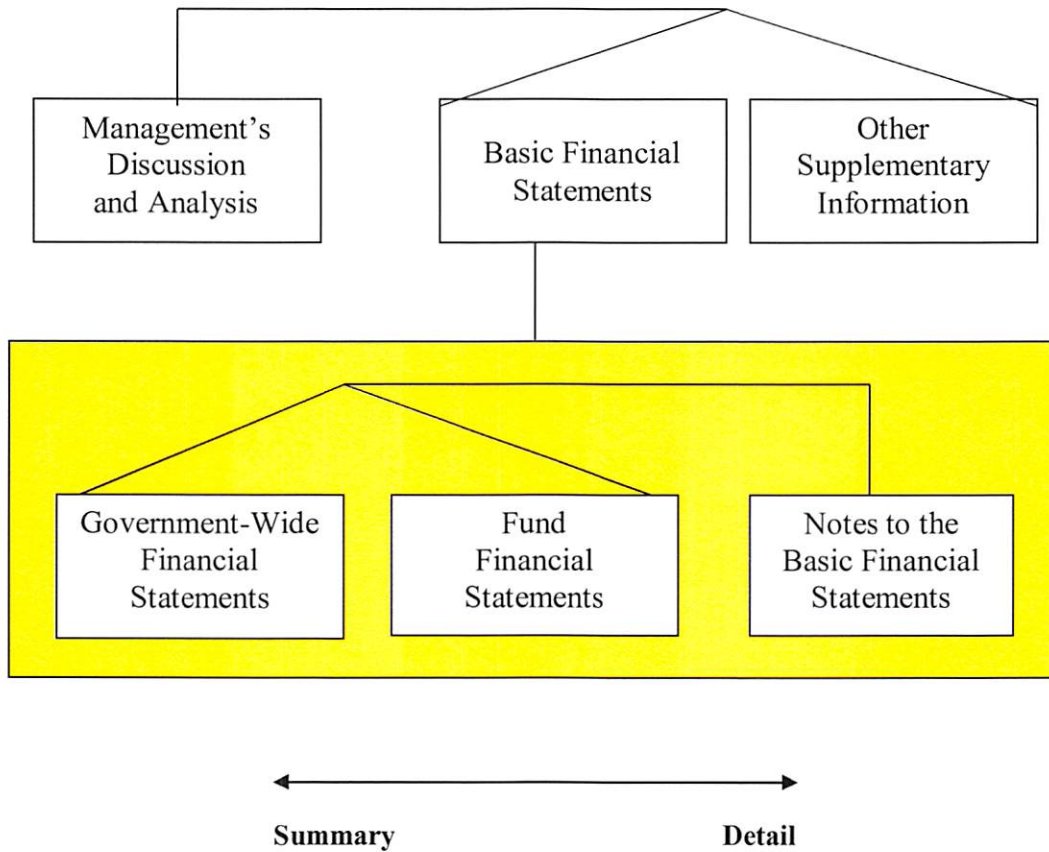 Management’s
Discussion
and Analysis
Basic Financial
Statements
Other
Supplementary
Information
Government-Wide
Financial
Statements
Fund
Financial
Statements
Notes to the
Basic Financial
Statements
Summary
Detail